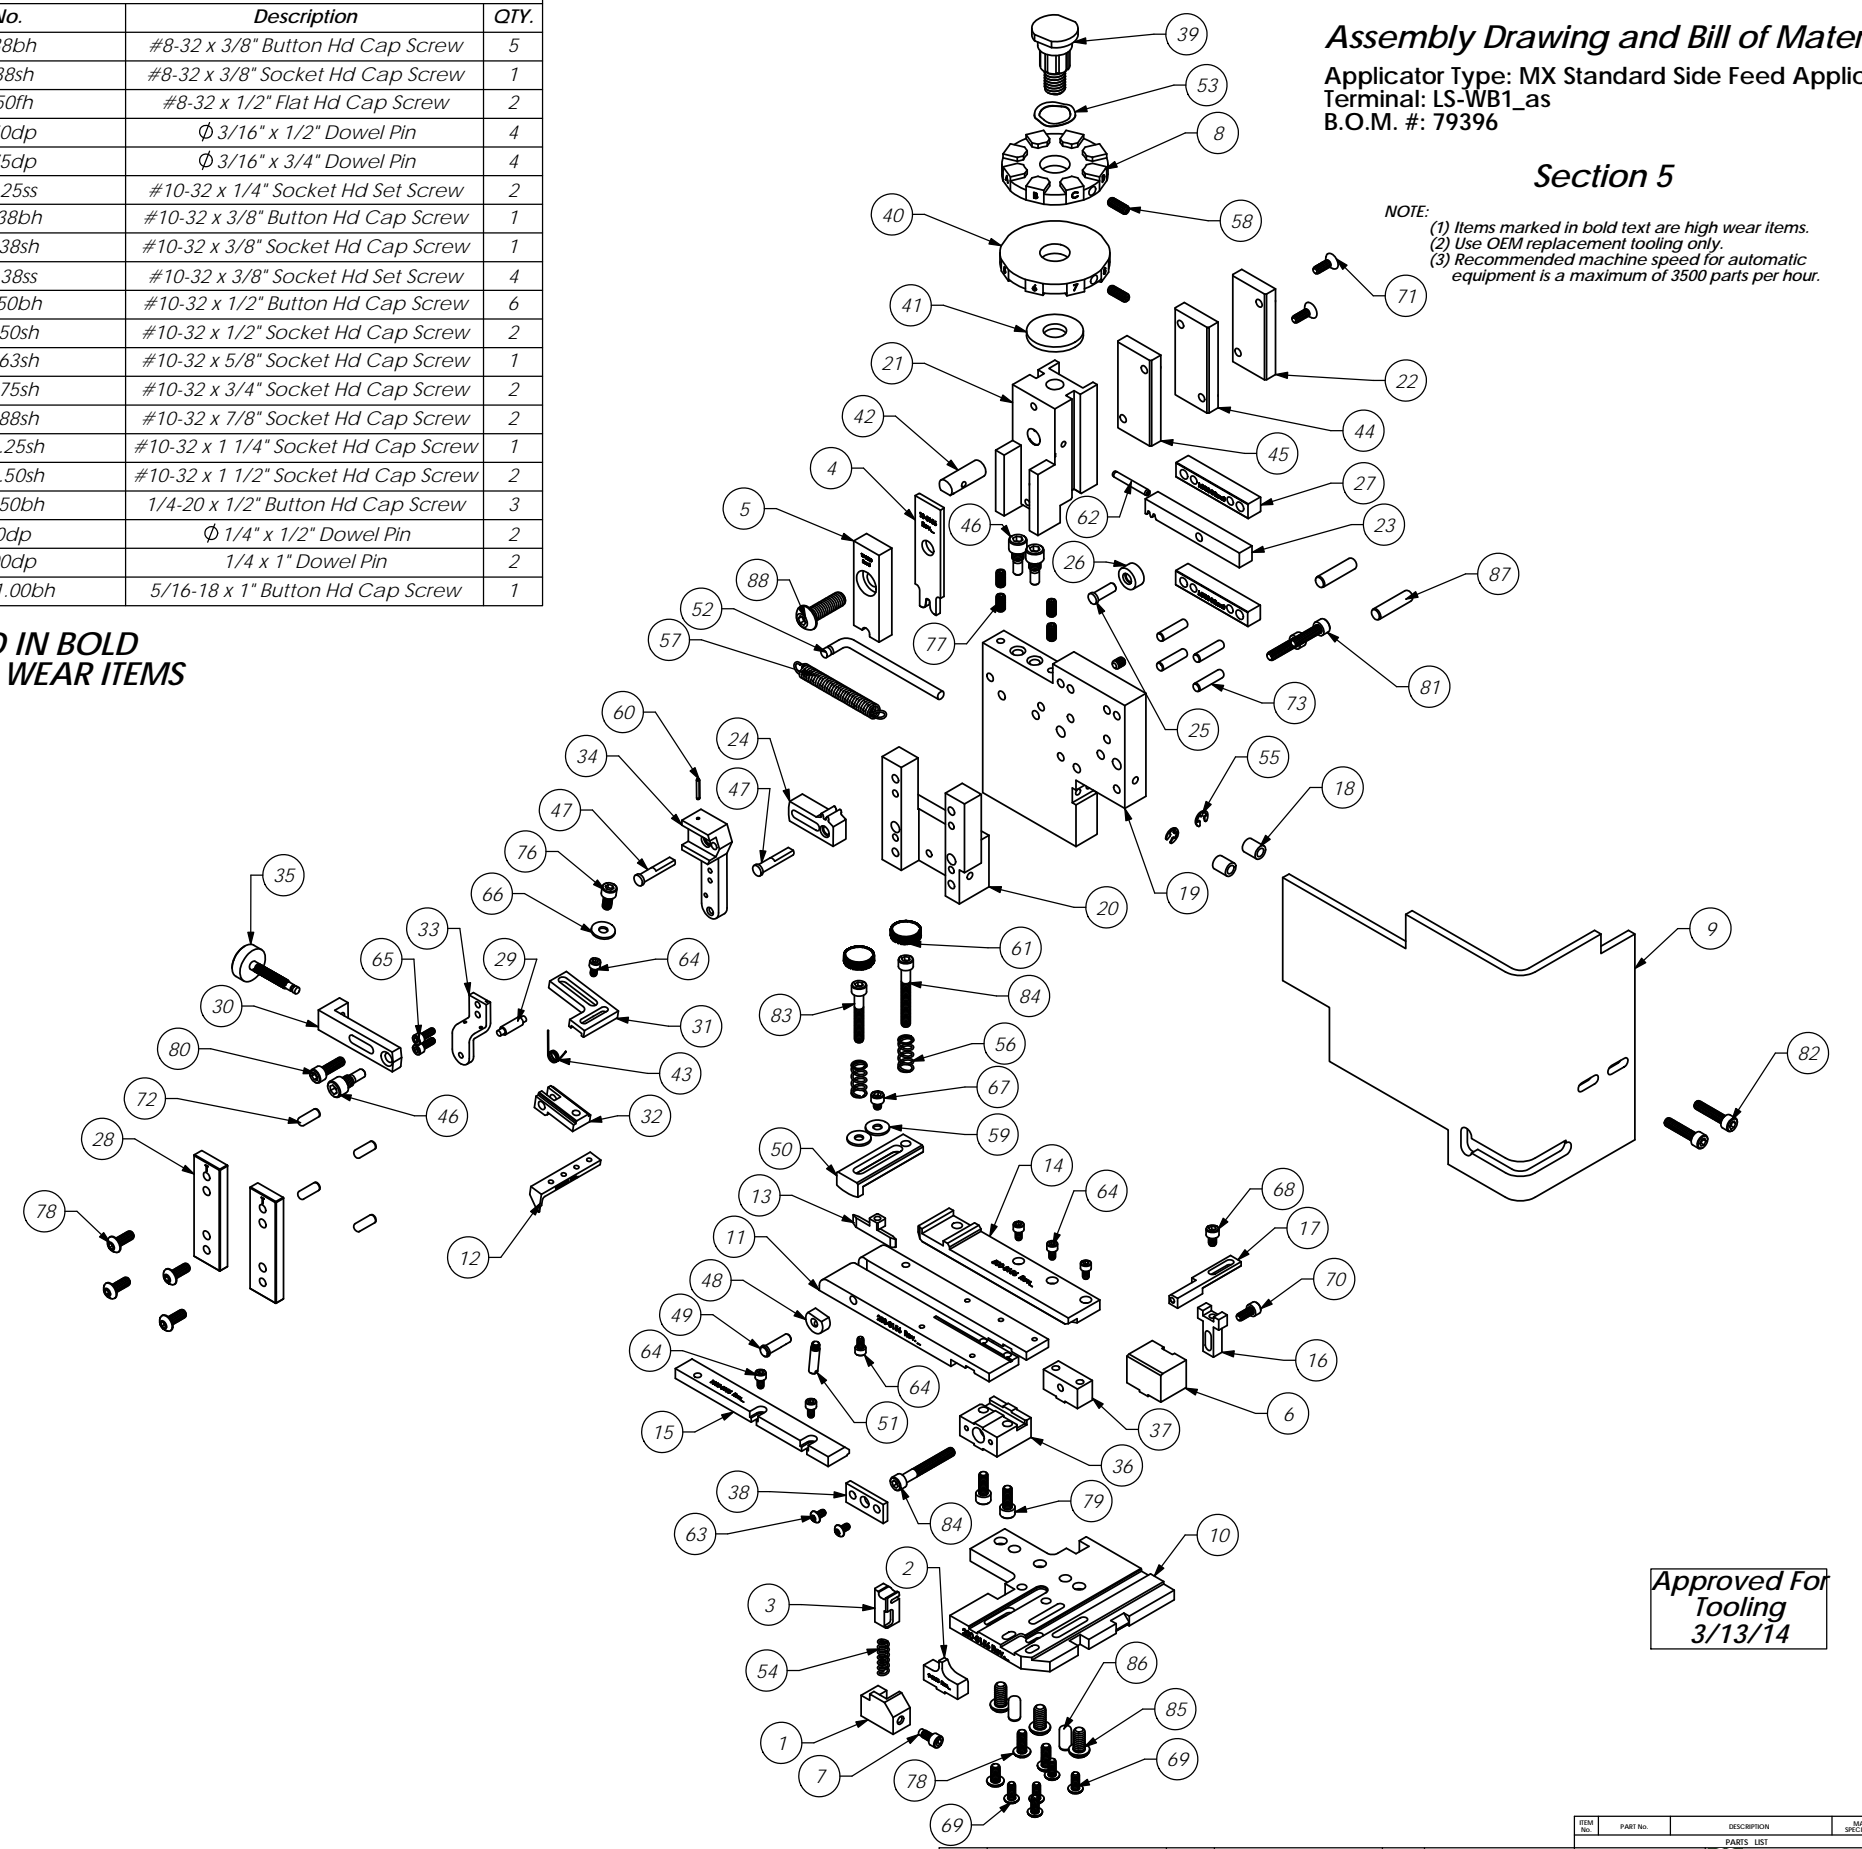 No. Description QTY.
8bh #8-32 x 3/8" Button Hd Cap Screw 5
38sh #8-32 x 3/8" Socket Hd Cap Screw 1
50fh #8-32 x 1/2" Flat Hd Cap Screw 2
0dp Ø 3/16" x 1/2" Dowel Pin 4
5dp Ø 3/16" x 3/4" Dowel Pin 4
.25ss #10-32 x 1/4" Socket Hd Set Screw 2
38bh #10-32 x 3/8" Button Hd Cap Screw 1
.38sh #10-32 x 3/8" Socket Hd Cap Screw 1
.38ss #10-32 x 3/8" Socket Hd Set Screw 4
50bh #10-32 x 1/2" Button Hd Cap Screw 6
.50sh #10-32 x 1/2" Socket Hd Cap Screw 2
.63sh #10-32 x 5/8" Socket Hd Cap Screw 1
.75sh #10-32 x 3/4" Socket Hd Cap Screw 2
.88sh #10-32 x 7/8" Socket Hd Cap Screw 2
.25sh #10-32 x 1 1/4" Socket Hd Cap Screw 1
.50sh #10-32 x 1 1/2" Socket Hd Cap Screw 2
50bh 1/4-20 x 1/2" Button Hd Cap Screw 3
0dp Ø 1/4" x 1/2" Dowel Pin 2
0dp 1/4 x 1" Dowel Pin 2
1.00bh 5/16-18 x 1" Button Hd Cap Screw 1
D IN BOLD
WEAR ITEMS
Assembly Drawing and Bill of Mater
Applicator Type: MX Standard Side Feed Applic
Terminal: LS-WB1_as
B.O.M. #: 79396
Section 5
NOTE:
(1) Items marked in bold text are high wear items.
(2) Use OEM replacement tooling only.
(3) Recommended machine speed for automatic
equipment is a maximum of 3500 parts per hour.
39
53
8
B C
58
40
6 7
71
41
21
22
42
44
4
45
27
5
46
62
23
26
88
87
52
77
57
81
73
60
25
24
34
55
47
47
18
76
35
19
66
20
9
33
61
65
29
64
30
84
31
83
80
56
43
82
67
72
46
32
59
28
50
14
13
64
68
78
17
11
12
48
70
49
64
16
64
51
37
6
15
36
38
79
84
63
10
2
3
86
54
85
1
7
78
69
69
Approved For
Tooling
3/13/14
ITEM No. PART No. DESCRIPTION
PARTS LIST